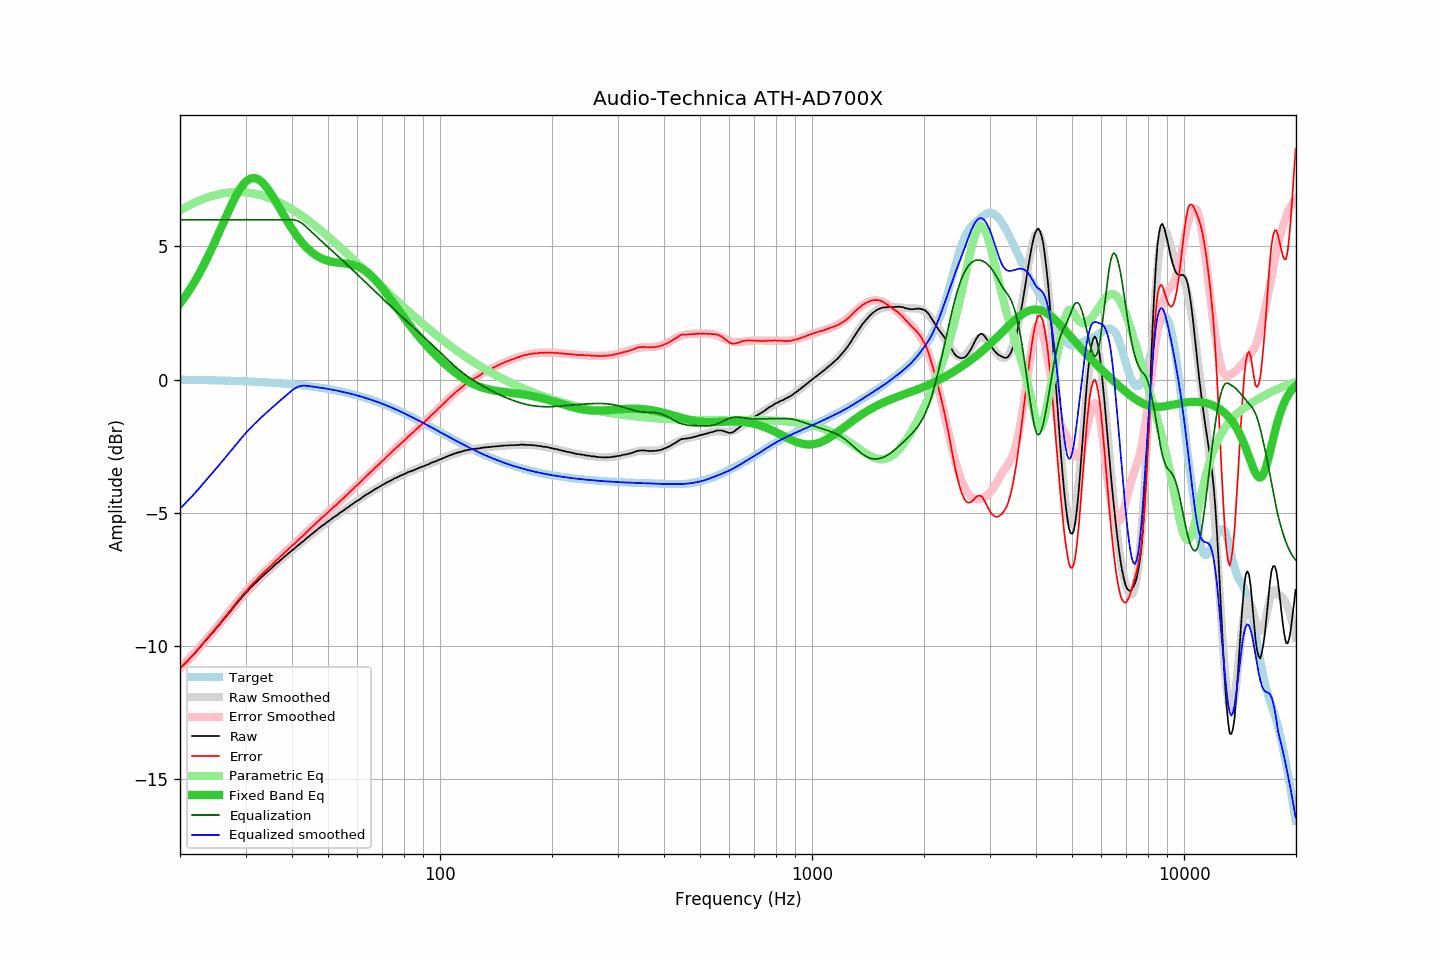 Audio-Technica ATH-AD700X
Amplitude (dBr)
5
0
−5
−10
−15
Target
Raw Smoothed
Error Smoothed
Raw
Error
Parametric Eq
Fixed Band Eq
Equalization
Equalized smoothed
100
1000
10000
Frequency (Hz)